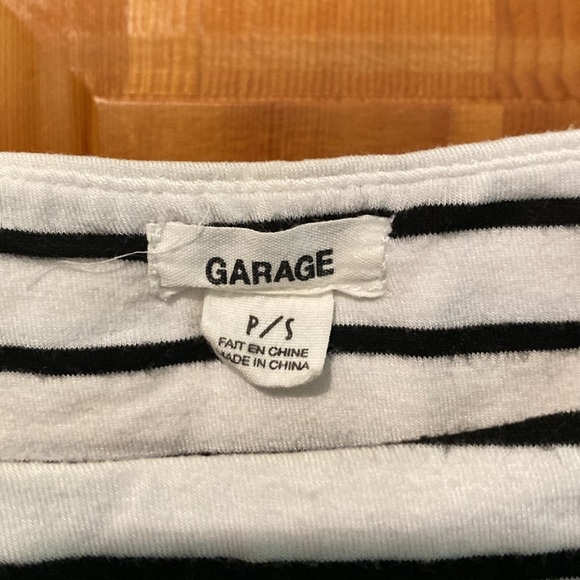 GARAGE
P/S
FAIT EN CHINE
MADE IN CHINA